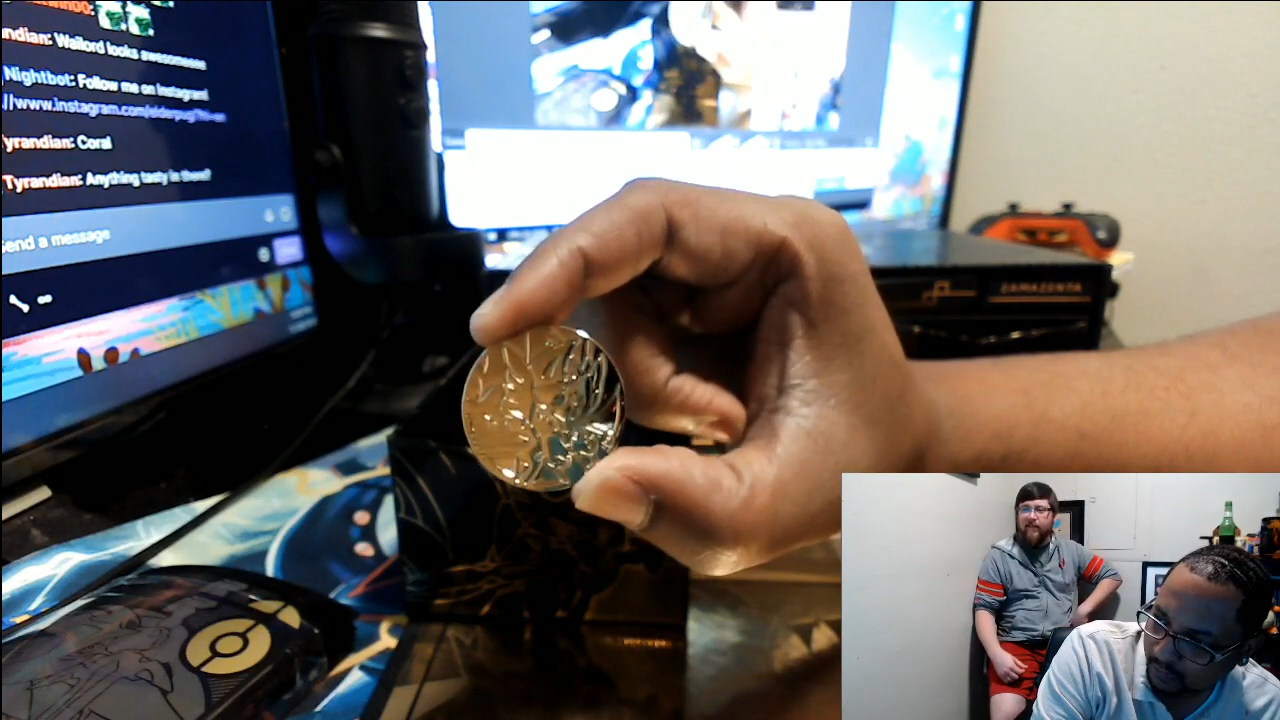 ndian: Wailord looks awesomeeee
Nightbot: Follow me on Instagram!
//www.instagram.com/elderpug?hl=en
Tyrandian: Coral
Tyrandian: Anything tasty in there?
Send a message
ZAMAZENTA